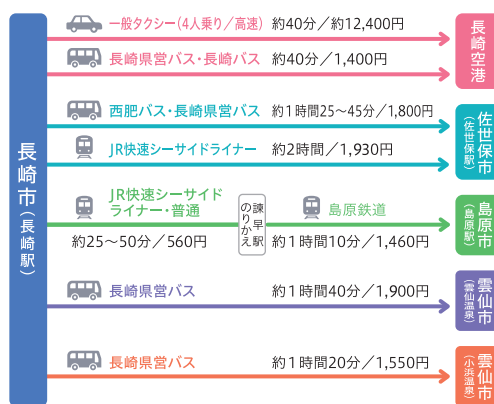 長崎市(長崎駅)
一般タクシー(4人乗り/高速) 約40分/約12,400円
長崎県営バス・長崎バス 約40分/1,400円
長崎空港
西肥バス・長崎県営バス 約1時間25〜45分/1,800円
JR快速シーサイドライナー 約2時間/1,930円
佐世保市
(佐世保駅)
JR快速シーサイド
ライナー・普通
約25〜50分/560円
諫早駅
のりかえ
島原鉄道
約1時間10分/1,460円
島原市
(島原駅)
長崎県営バス 約1時間40分/1,900円
雲仙市
(雲仙温泉)
長崎県営バス 約1時間20分/1,550円
雲仙市
(小浜温泉)